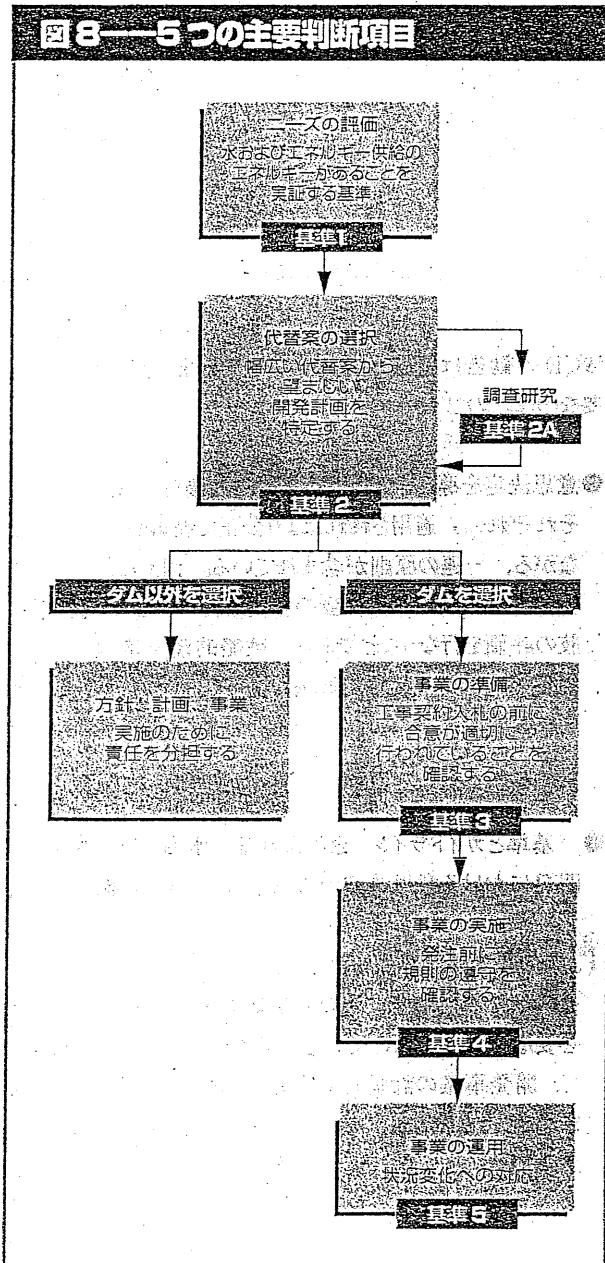 図8──5つの主要判断項目
ニーズの評価
水およびエネルギー供給の
エネルギーがあることを
実証する基準
基準1
代替案の選択
幅広い代替案から
望ましい
開発計画を
特定する
調査研究
基準2A
基準2
ダム以外を選択
ダムを選択
方針、計画、事業
実施のために
責任を分担する
事業の準備
工事契約入札の前に
合意が適切に
行われていることを
確認する
基準3
事業の実施
発注前に
規則の遵守を
確認する
基準4
事業の運用
状況変化への対応
基準5